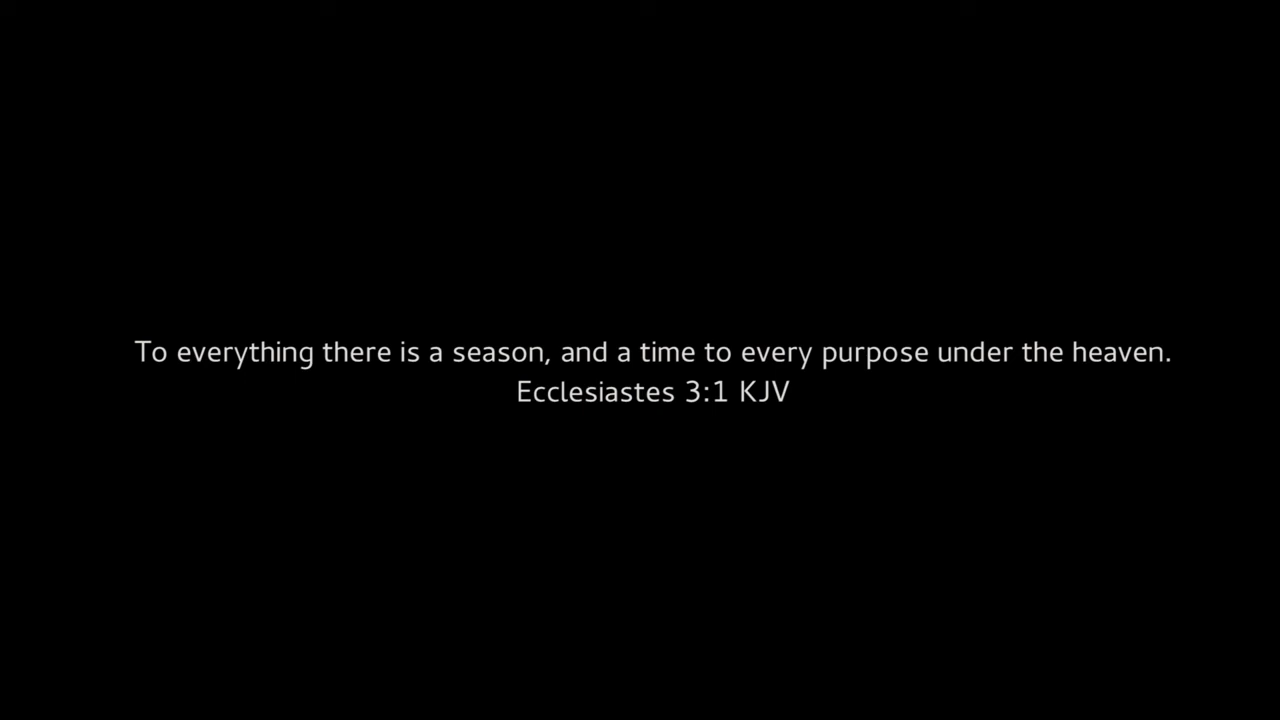 To everything there is a season, and a time to every purpose under the heaven.
Ecclesiastes 3:1 KJV